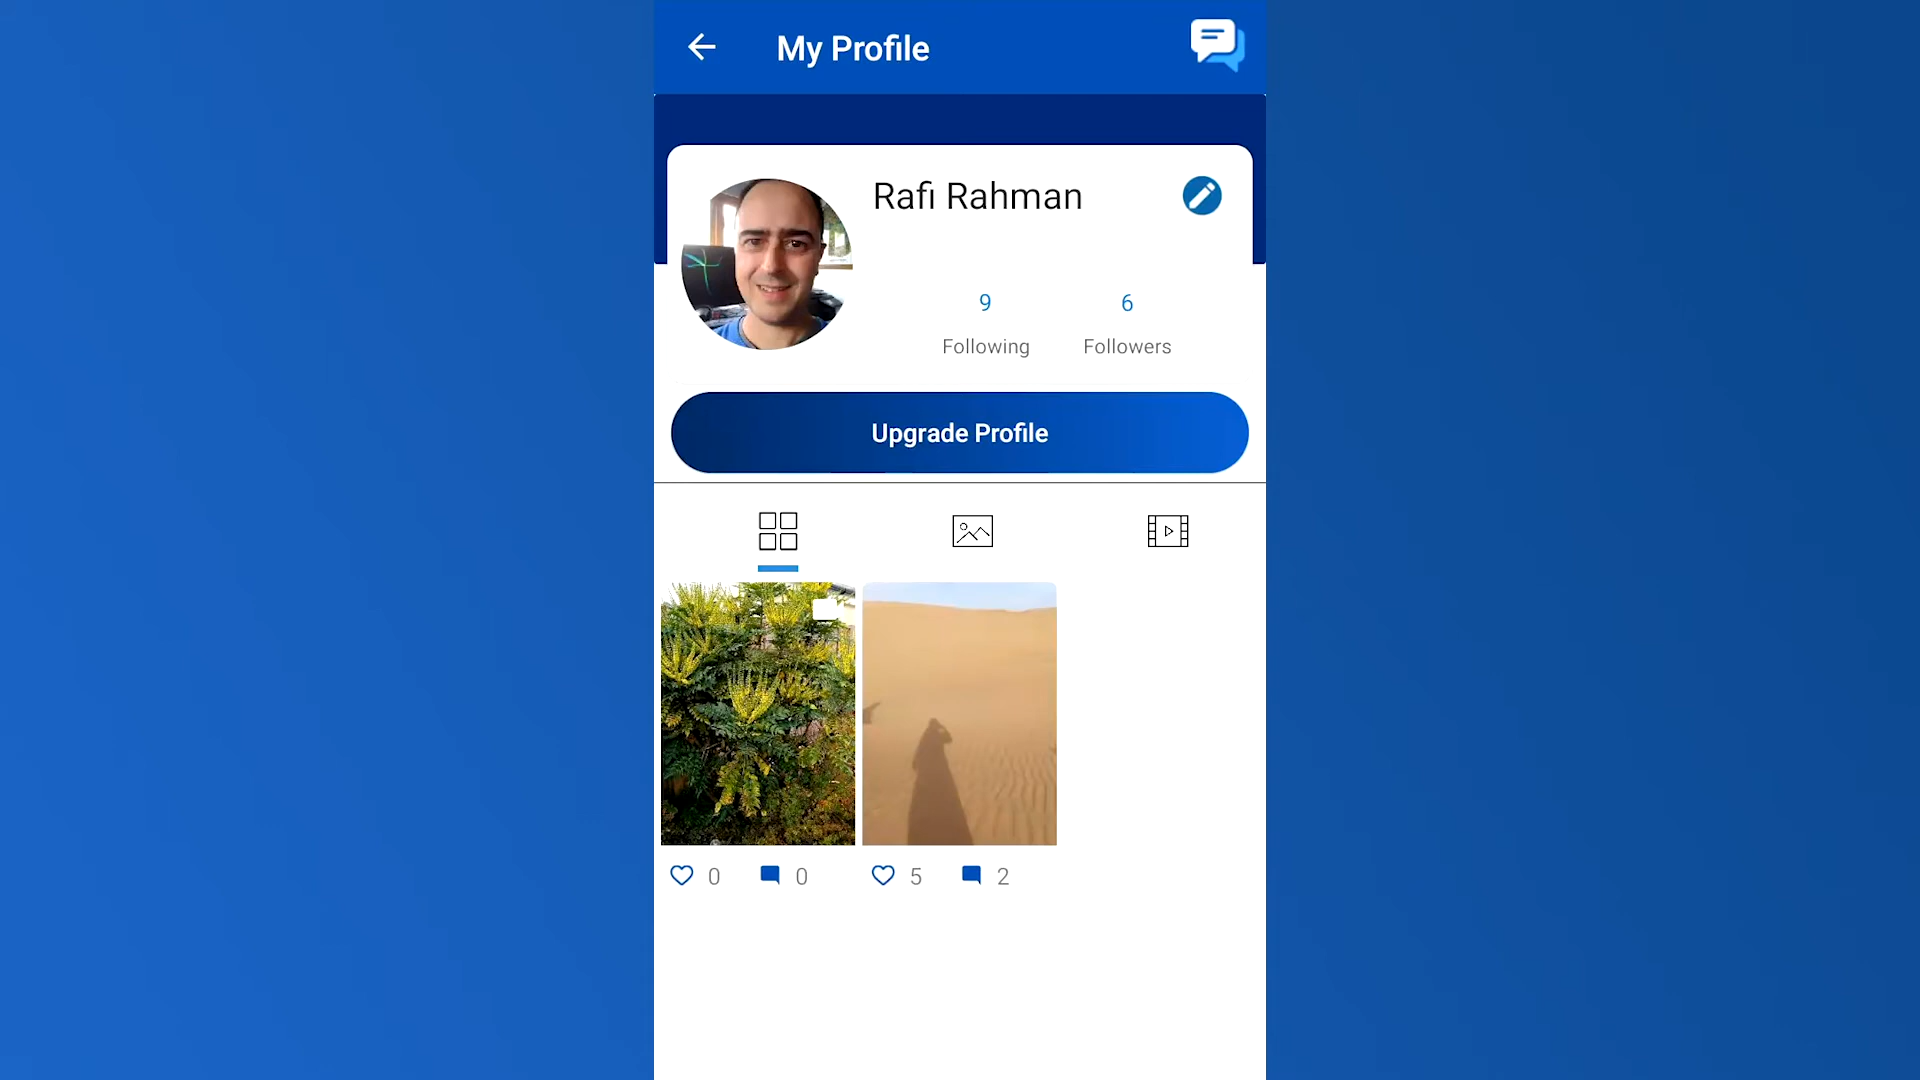 My Profile
Rafi Rahman
9 6
Following Followers
Upgrade Profile
0 0 5 2